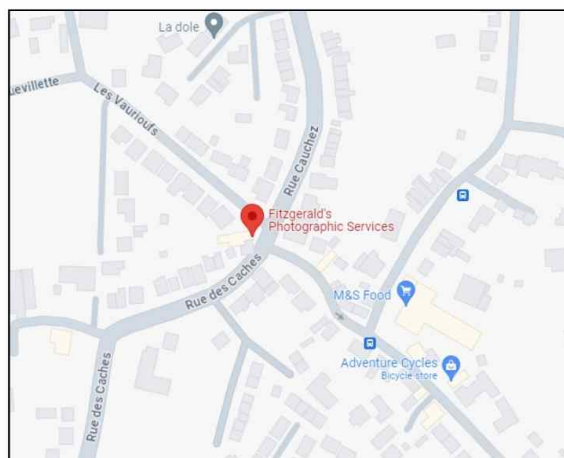 La dole
uevillette
Les Vaurioufs
Rue Cauchez
Fitzgerald's
Photographic Services
Rue des Caches
M&S Food
Adventure Cycles
Bicycle store
Rue des Caches